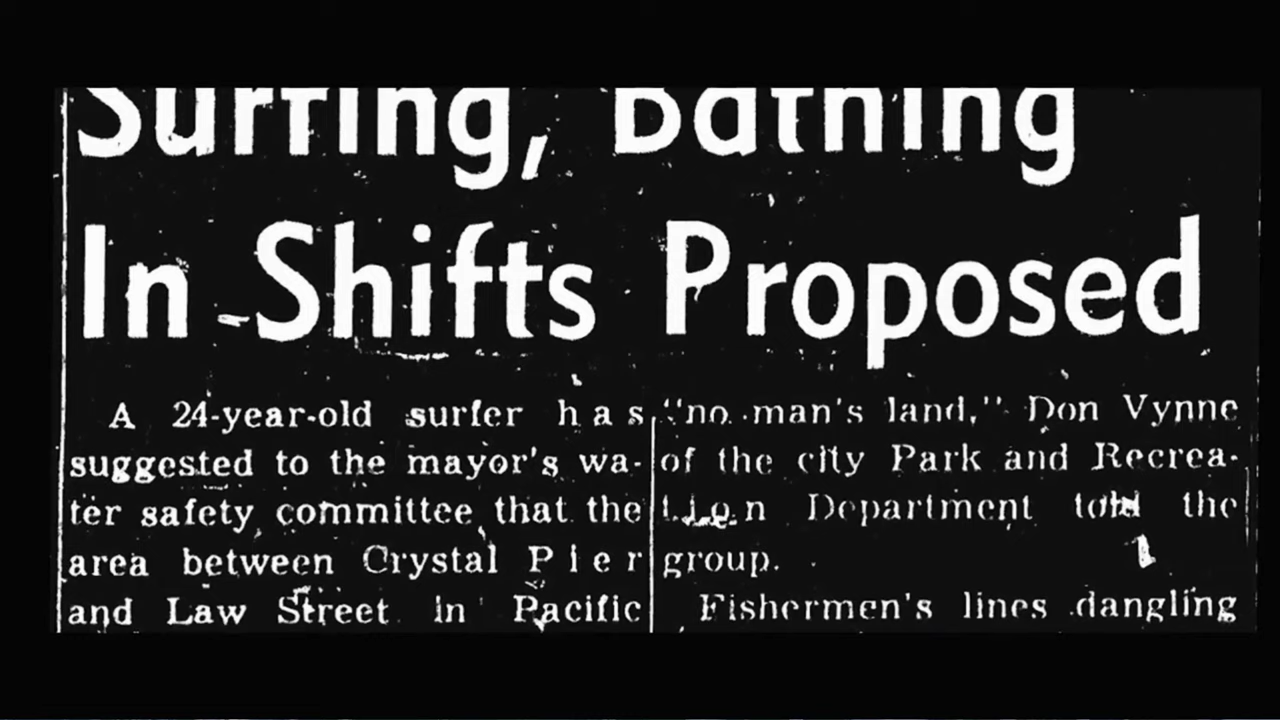 Surfing, Bathing
In Shifts Proposed
A 24-year-old surfer has
suggested to the mayor's wa-
ter safety committee that the
area between Crystal Pier
and Law Street in Pacific
"no man's land," Don Vynne
of the city Park and Recrea-
tion Department told the
group.
Fishermen's lines dangling